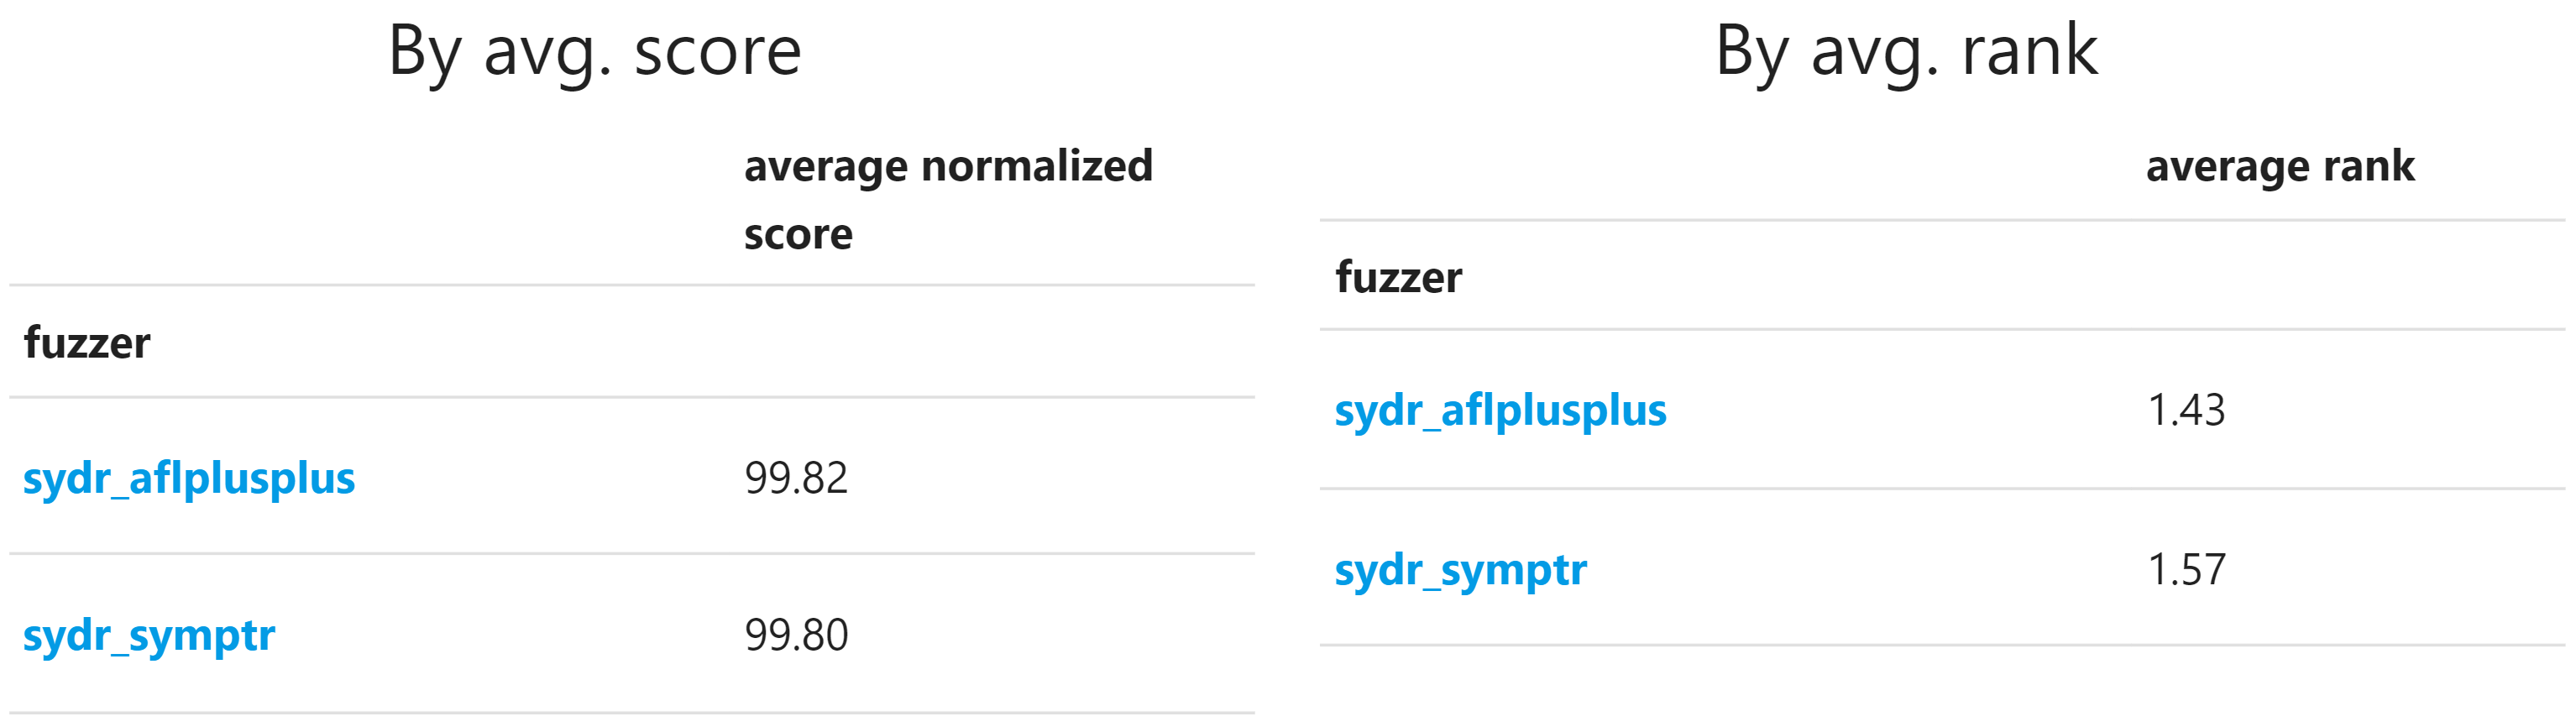 By avg. score
average normalized
score
fuzzer
sydr_aflplusplus 99.82
sydr_symptr 99.80
By avg. rank
average rank
fuzzer
sydr_aflplusplus 1.43
sydr_symptr 1.57